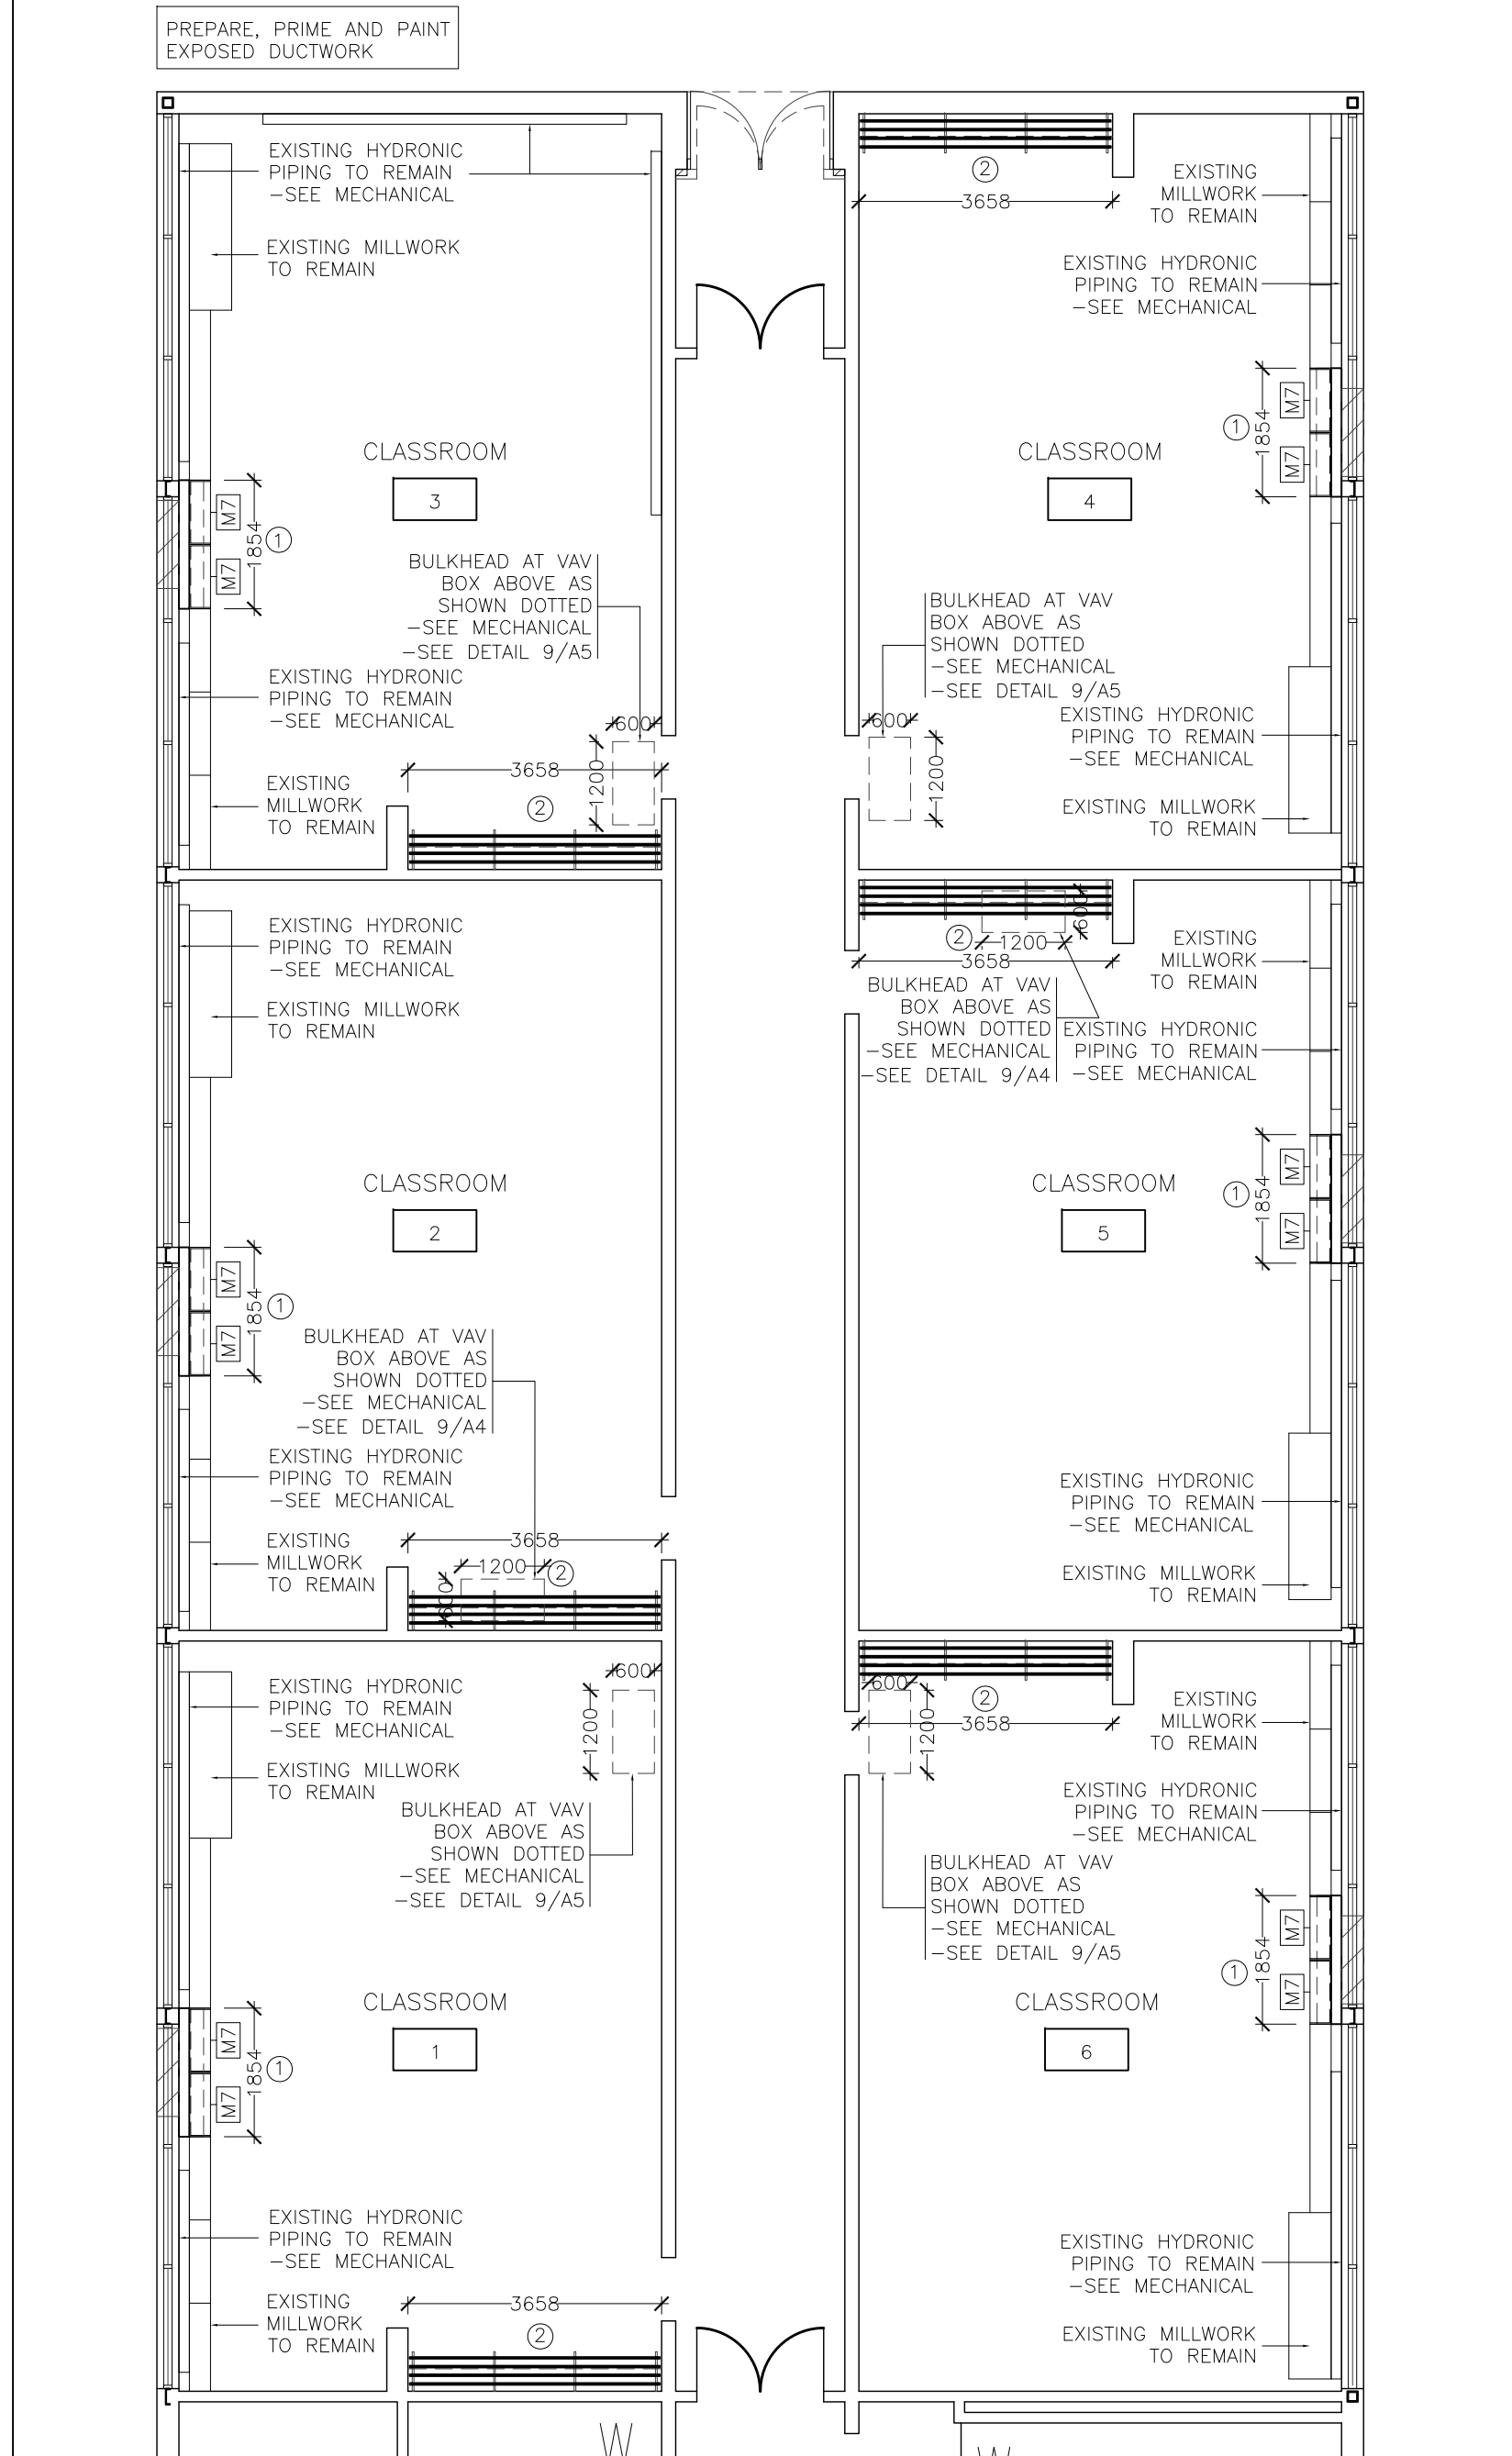 PREPARE, PRIME AND PAINT
EXPOSED DUCTWORK
EXISTING HYDRONIC
PIPING TO REMAIN
-SEE MECHANICAL
EXISTING MILLWORK
TO REMAIN
CLASSROOM
3
M7
M7
1854
1
BULKHEAD AT VAV
BOX ABOVE AS
SHOWN DOTTED
-SEE MECHANICAL
-SEE DETAIL 9/A5
EXISTING HYDRONIC
PIPING TO REMAIN
-SEE MECHANICAL
600
1200
3658
2
EXISTING
MILLWORK
TO REMAIN
2
3658
EXISTING
MILLWORK
TO REMAIN
EXISTING HYDRONIC
PIPING TO REMAIN
-SEE MECHANICAL
M7
M7
1854
1
CLASSROOM
4
BULKHEAD AT VAV
BOX ABOVE AS
SHOWN DOTTED
-SEE MECHANICAL
-SEE DETAIL 9/A5
600
1200
EXISTING HYDRONIC
PIPING TO REMAIN
-SEE MECHANICAL
EXISTING MILLWORK
TO REMAIN
EXISTING HYDRONIC
PIPING TO REMAIN
-SEE MECHANICAL
EXISTING MILLWORK
TO REMAIN
CLASSROOM
2
M7
M7
1854
1
BULKHEAD AT VAV
BOX ABOVE AS
SHOWN DOTTED
-SEE MECHANICAL
-SEE DETAIL 9/A4
EXISTING HYDRONIC
PIPING TO REMAIN
-SEE MECHANICAL
EXISTING
MILLWORK
TO REMAIN
3658
1200
2
600
600
2
1200
3658
EXISTING
MILLWORK
TO REMAIN
BULKHEAD AT VAV
BOX ABOVE AS
SHOWN DOTTED
-SEE MECHANICAL
-SEE DETAIL 9/A4
EXISTING HYDRONIC
PIPING TO REMAIN
-SEE MECHANICAL
M7
M7
1854
1
CLASSROOM
5
EXISTING HYDRONIC
PIPING TO REMAIN
-SEE MECHANICAL
EXISTING MILLWORK
TO REMAIN
EXISTING HYDRONIC
PIPING TO REMAIN
-SEE MECHANICAL
EXISTING MILLWORK
TO REMAIN
600
1200
BULKHEAD AT VAV
BOX ABOVE AS
SHOWN DOTTED
-SEE MECHANICAL
-SEE DETAIL 9/A5
CLASSROOM
1
M7
M7
1854
1
EXISTING HYDRONIC
PIPING TO REMAIN
-SEE MECHANICAL
EXISTING
MILLWORK
TO REMAIN
3658
2
600
2
1200
3658
EXISTING
MILLWORK
TO REMAIN
EXISTING HYDRONIC
PIPING TO REMAIN
-SEE MECHANICAL
BULKHEAD AT VAV
BOX ABOVE AS
SHOWN DOTTED
-SEE MECHANICAL
-SEE DETAIL 9/A5
M7
M7
1854
1
CLASSROOM
6
EXISTING HYDRONIC
PIPING TO REMAIN
-SEE MECHANICAL
EXISTING MILLWORK
TO REMAIN
W